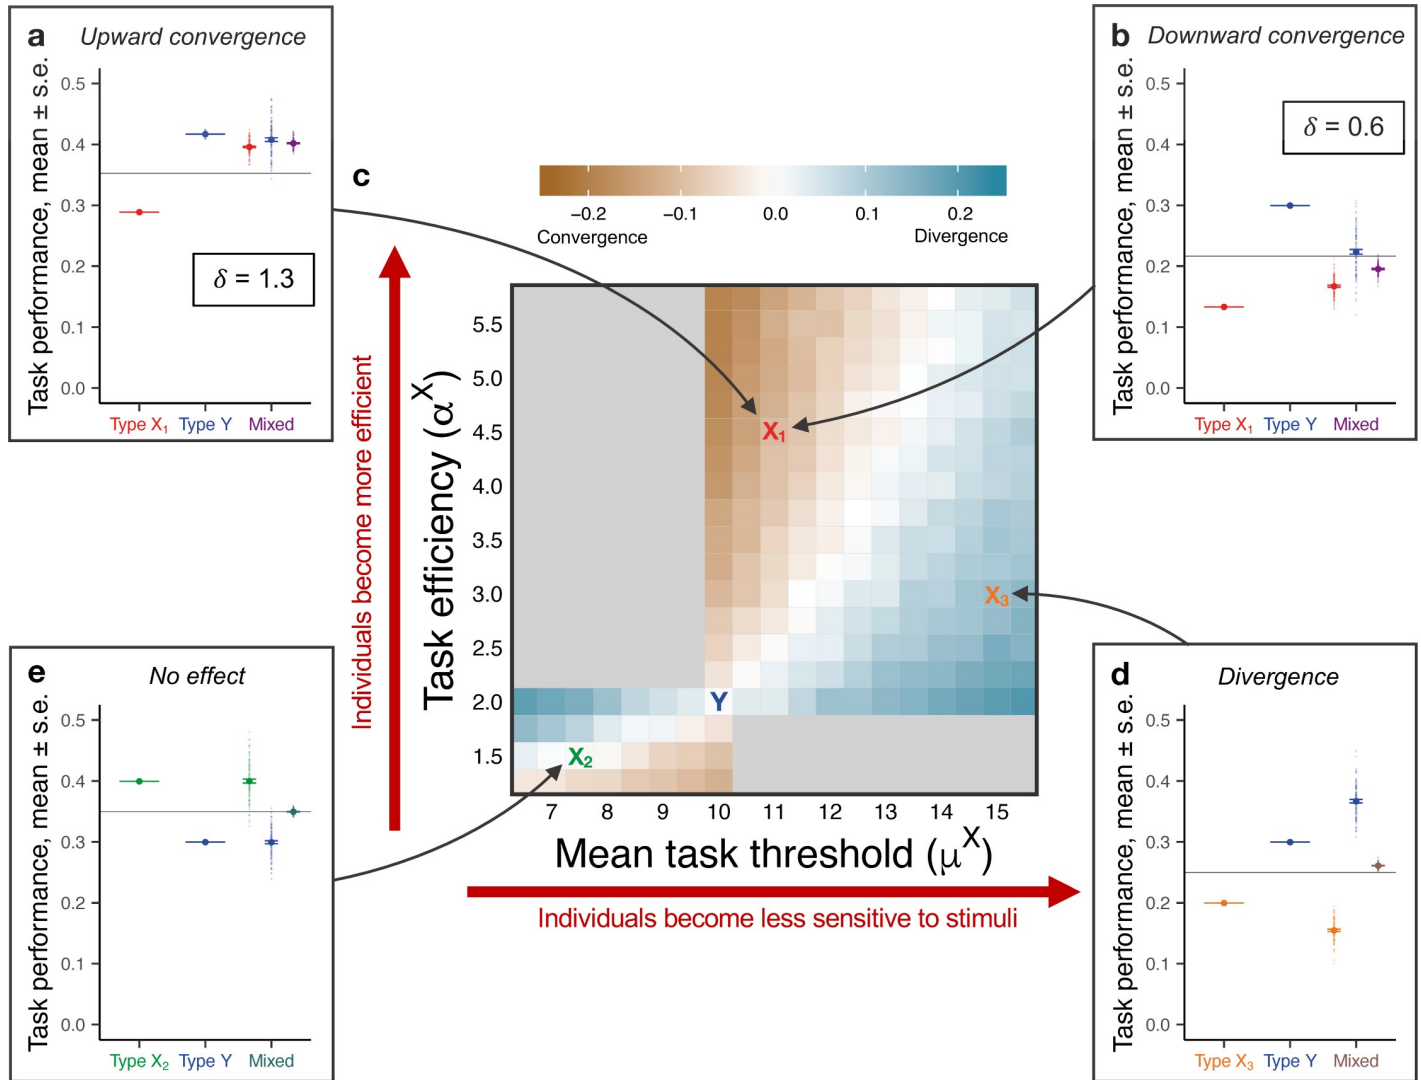 a Upward convergence
Task performance, mean ± s.e.
0.5
0.4
0.3
0.2
0.1
0.0
δ = 1.3
Type X₁ Type Y Mixed
b Downward convergence
Task performance, mean ± s.e.
0.5
0.4
0.3
0.2
0.1
0.0
δ = 0.6
Type X₁ Type Y Mixed
c
−0.2 −0.1 0.0 0.1 0.2
Convergence Divergence
Individuals become more efficient
Task efficiency (αˣ)
5.5
5.0
4.5
4.0
3.5
3.0
2.5
2.0
1.5
X₁
X₃
Y
X₂
7 8 9 10 11 12 13 14 15
Mean task threshold (μˣ)
Individuals become less sensitive to stimuli
d Divergence
Task performance, mean ± s.e.
0.5
0.4
0.3
0.2
0.1
0.0
Type X₃ Type Y Mixed
e No effect
Task performance, mean ± s.e.
0.5
0.4
0.3
0.2
0.1
0.0
Type X₂ Type Y Mixed